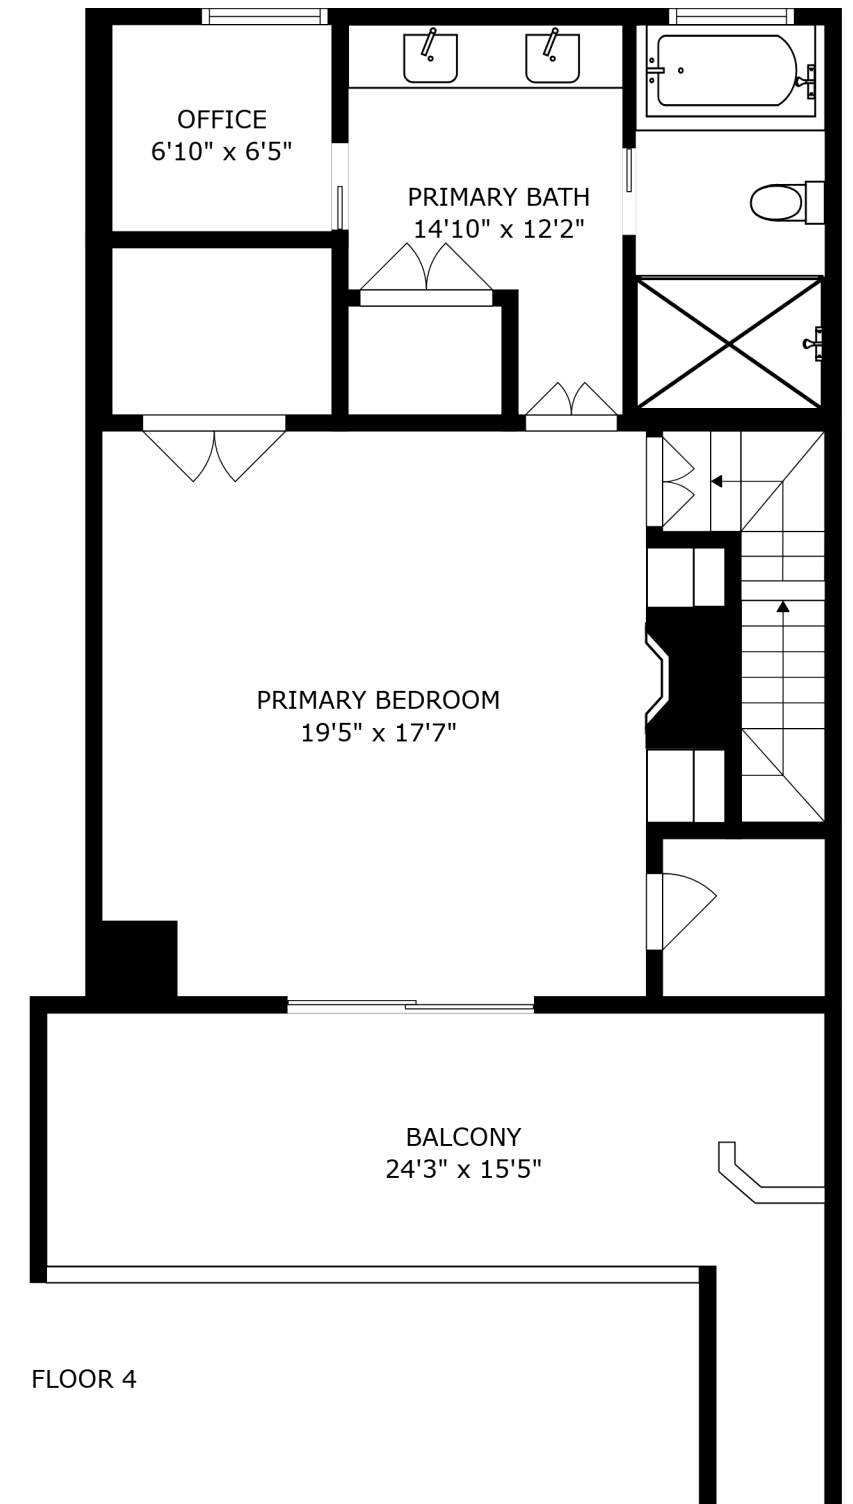 OFFICE
6'10" x 6'5"
PRIMARY BATH
14'10" x 12'2"
PRIMARY BEDROOM
19'5" x 17'7"
BALCONY
24'3" x 15'5"
FLOOR 4